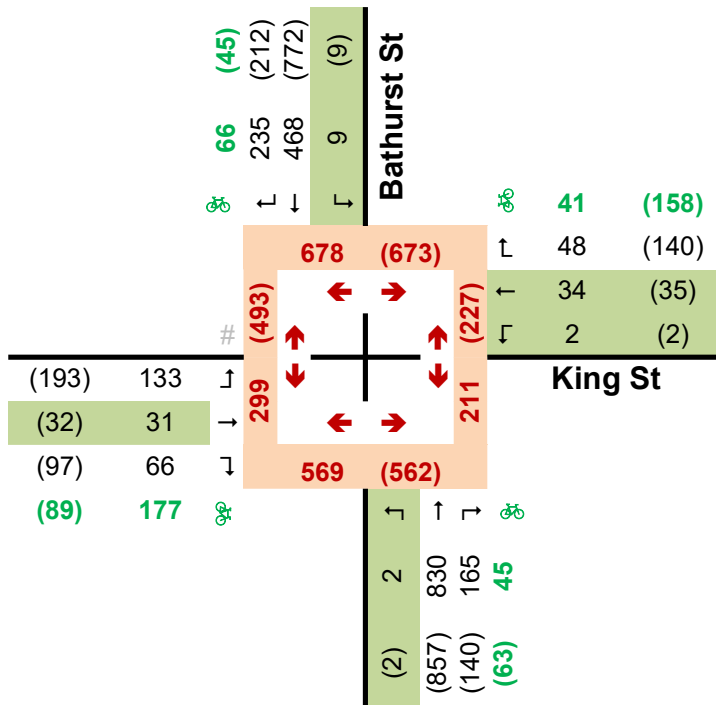 (45) (212) (772) (9)
66 235 468 9
Bathurst St
41 (158)
48 (140)
34 (35)
2 (2)
King St
678 (673)
(493)
299
(227)
211
569 (562)
#
(193) 133
(32) 31
(97) 66
(89) 177
2 830 165 45
(2) (857) (140) (63)